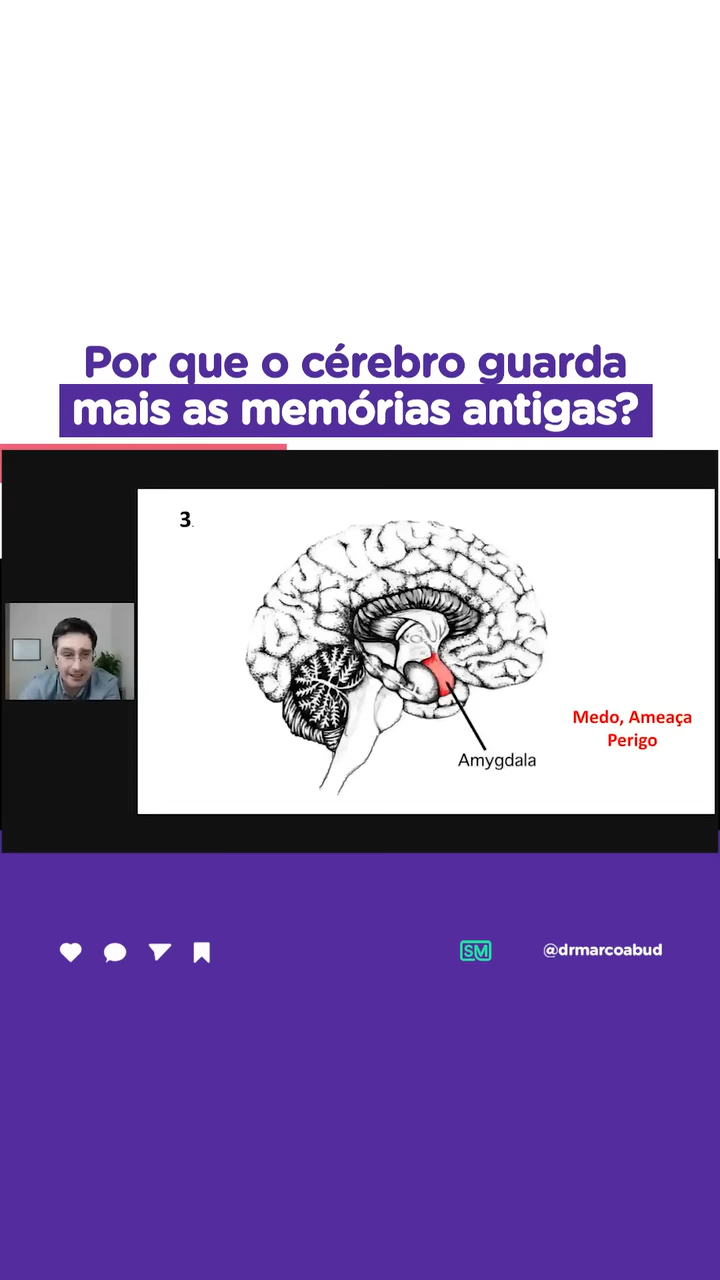 Por que o cérebro guarda
mais as memórias antigas?
3.
Medo, Ameaça
Perigo
Amygdala
SM
@drmarcoabud